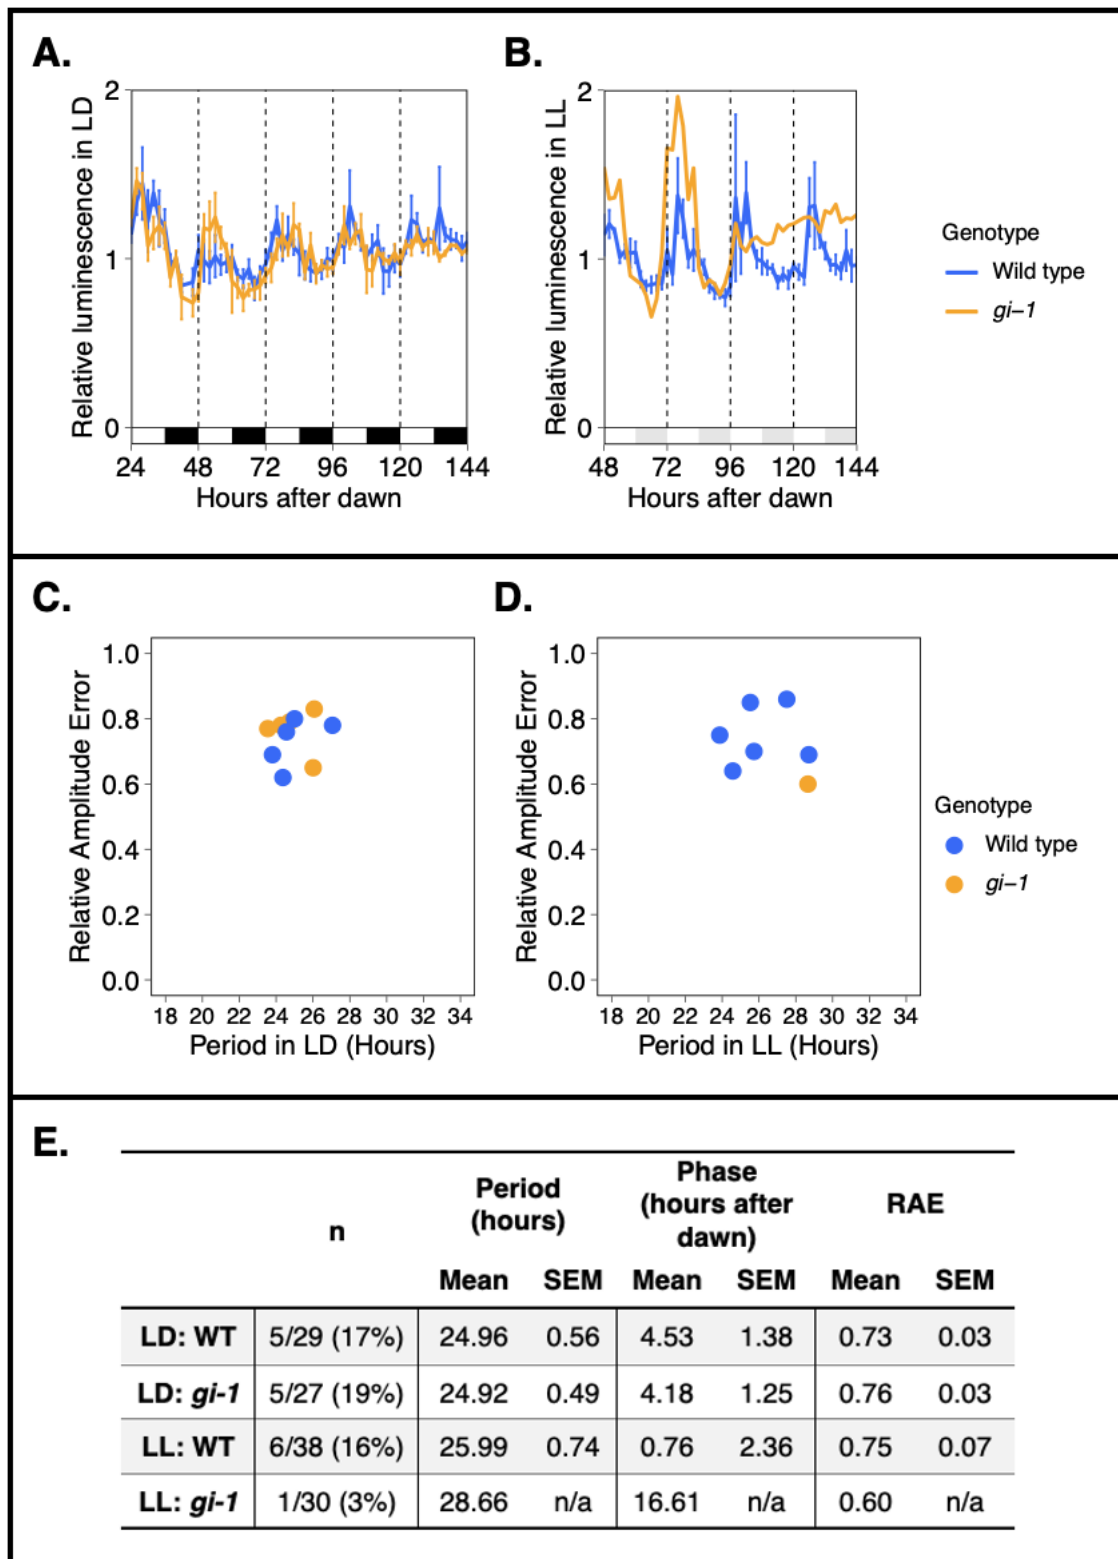 A.
B.
Relative luminescence in LD
2
1
0
24 48 72 96 120 144
Hours after dawn
Relative luminescence in LL
2
1
0
48 72 96 120 144
Hours after dawn
Genotype
Wild type
gi–1
C.
D.
Relative Amplitude Error
1.0
0.8
0.6
0.4
0.2
0.0
18 20 22 24 26 28 30 32 34
Period in LD (Hours)
Relative Amplitude Error
1.0
0.8
0.6
0.4
0.2
0.0
18 20 22 24 26 28 30 32 34
Period in LL (Hours)
Genotype
Wild type
gi–1
E.
n
Period
(hours)
Phase
(hours after
dawn)
RAE
Mean SEM Mean SEM Mean SEM
LD: WT 5/29 (17%) 24.96 0.56 4.53 1.38 0.73 0.03
LD: gi-1 5/27 (19%) 24.92 0.49 4.18 1.25 0.76 0.03
LL: WT 6/38 (16%) 25.99 0.74 0.76 2.36 0.75 0.07
LL: gi-1 1/30 (3%) 28.66 n/a 16.61 n/a 0.60 n/a